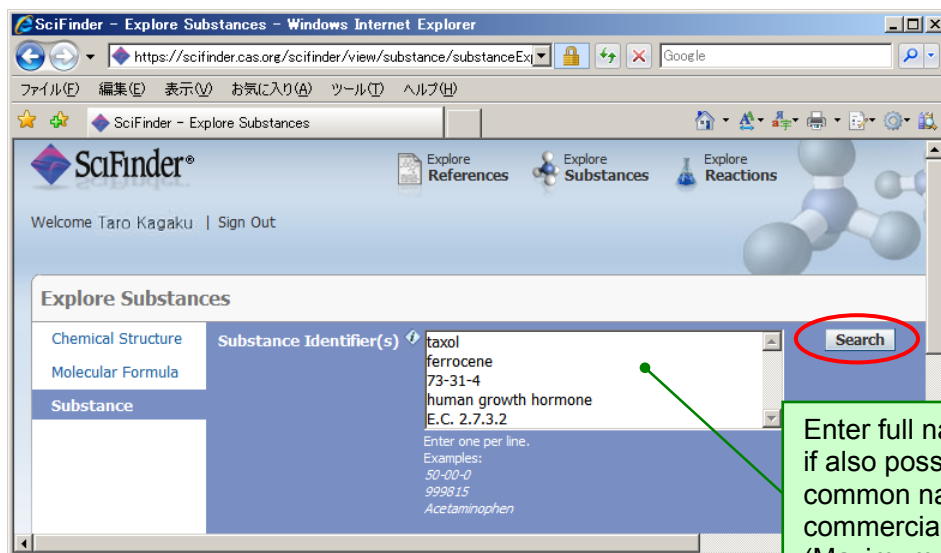 SciFinder - Explore Substances - Windows Internet Explorer
https://scifinder.cas.org/scifinder/view/substance/substanceEx
Google
ファイル(F) 編集(E) 表示(V) お気に入り(A) ツール(T) ヘルプ(H)
SciFinder - Explore Substances
SciFinder®
Explore References
Explore Substances
Explore Reactions
Welcome Taro Kagaku | Sign Out
Explore Substances
Chemical Structure
Molecular Formula
Substance
Substance Identifier(s)
taxol
ferrocene
73-31-4
human growth hormone
E.C. 2.7.3.2
Search
Enter one per line.
Examples:
50-00-0
999815
Acetaminophen
Enter full na
if also poss
common na
commercia